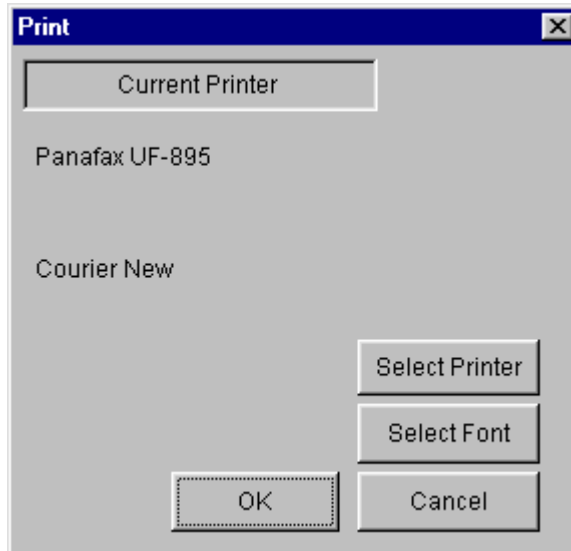 Print
Current Printer
Panafax UF-895
Courier New
Select Printer
Select Font
OK
Cancel